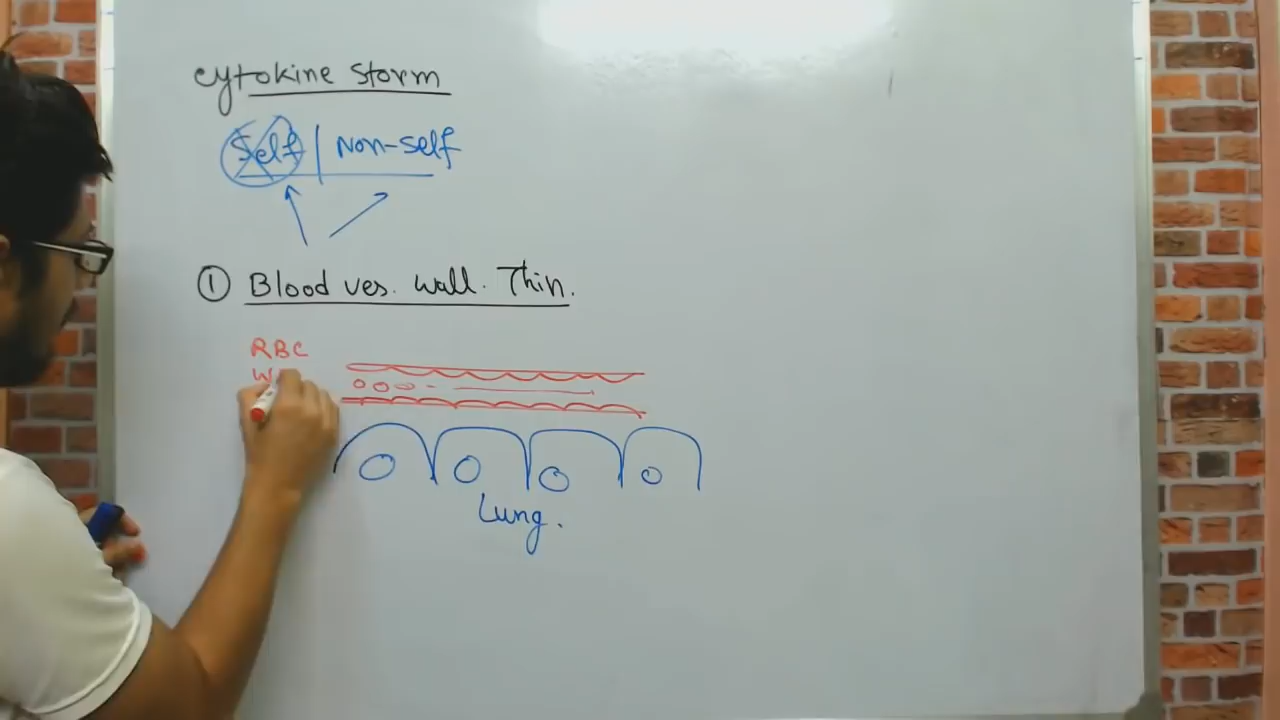 Cytokine Storm
Self | Non-Self
① Blood ves. wall. Thin.
RBC
W
Lung.